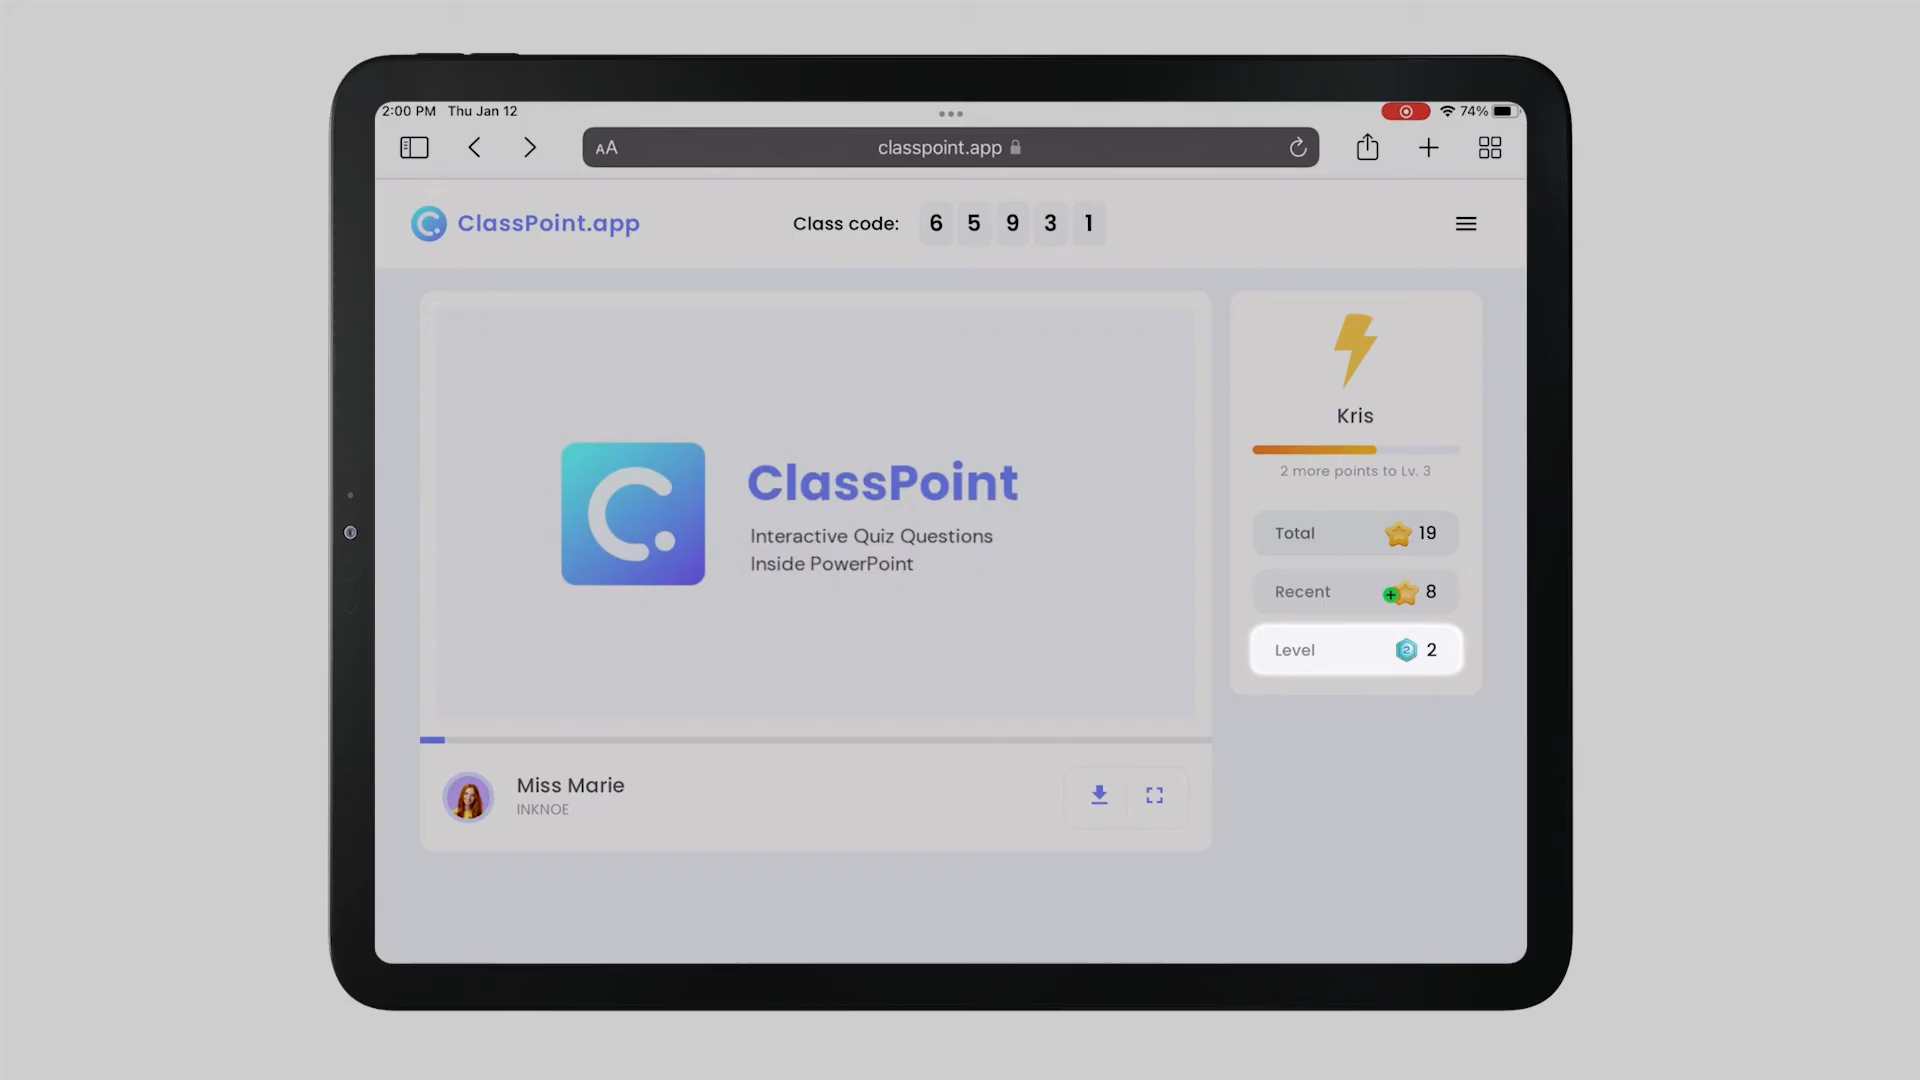 2:00 PM Thu Jan 12
74%
AA
classpoint.app
ClassPoint.app
Class code: 6 5 9 3 1
ClassPoint
Interactive Quiz Questions
Inside PowerPoint
Kris
2 more points to Lv. 3
Total 19
Recent 8
Level 2 2
Miss Marie
INKNOE